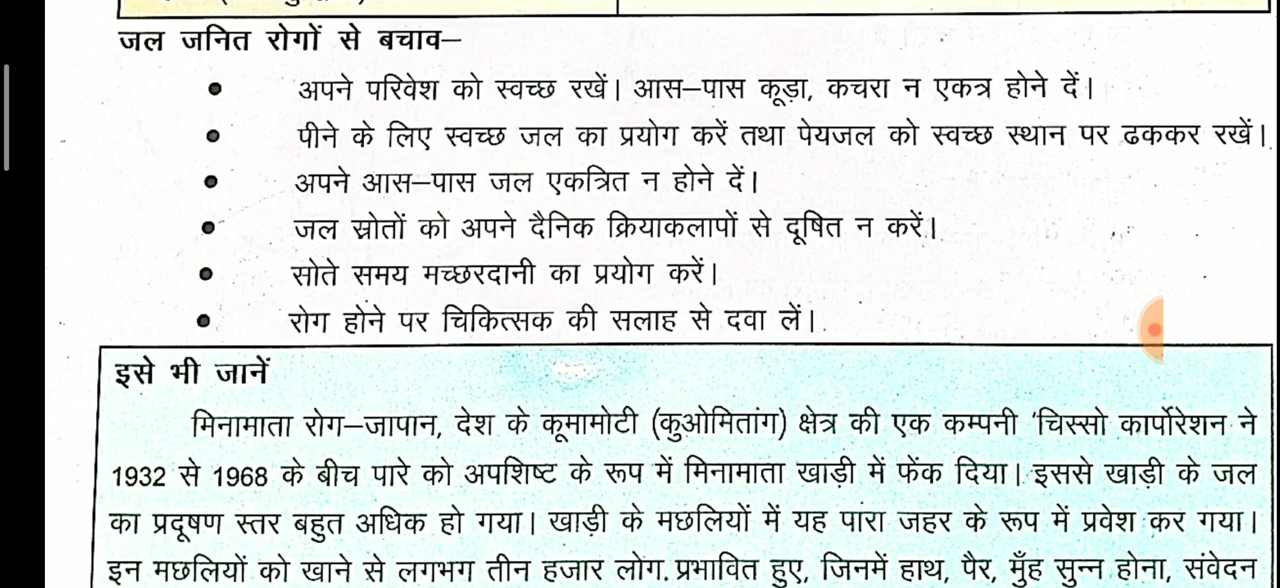 जल जनित रोगों से बचाव–
• अपने परिवेश को स्वच्छ रखें। आस–पास कूड़ा, कचरा न एकत्र होने दें।
• पीने के लिए स्वच्छ जल का प्रयोग करें तथा पेयजल को स्वच्छ स्थान पर ढककर रखें।
• अपने आस–पास जल एकत्रित न होने दें।
• जल स्रोतों को अपने दैनिक क्रियाकलापों से दूषित न करें।
• सोते समय मच्छरदानी का प्रयोग करें।
• रोग होने पर चिकित्सक की सलाह से दवा लें।
इसे भी जानें
मिनामाता रोग–जापान, देश के कूमामोटी (कुओमितांग) क्षेत्र की एक कम्पनी 'चिस्सो कार्पोरेशन ने
1932 से 1968 के बीच पारे को अपशिष्ट के रूप में मिनामाता खाड़ी में फेंक दिया। इससे खाड़ी के जल
का प्रदूषण स्तर बहुत अधिक हो गया। खाड़ी के मछलियों में यह पारा जहर के रूप में प्रवेश कर गया।
इन मछलियों को खाने से लगभग तीन हजार लोग प्रभावित हुए, जिनमें हाथ, पैर, मुँह सुन्न होना, संवेदन